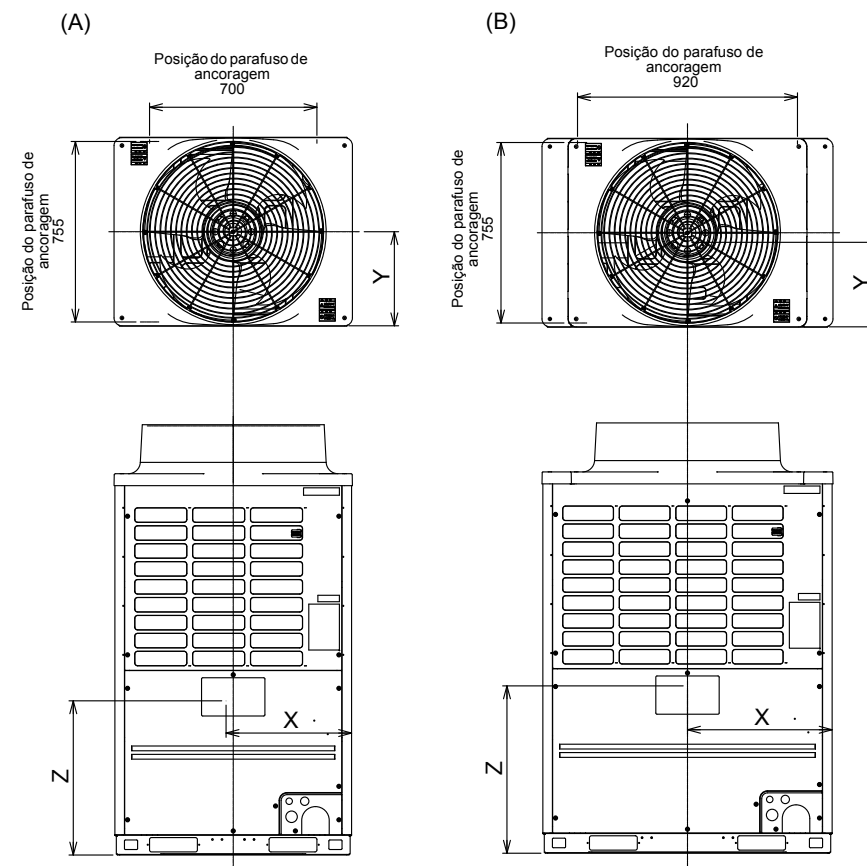 (A)
Posição do parafuso de
ancoragem
700
Posição do parafuso de
ancoragem
755
Y
X
Z
(B)
Posição do parafuso de
ancoragem
920
Posição do parafuso de
ancoragem
755
Y
X
Z